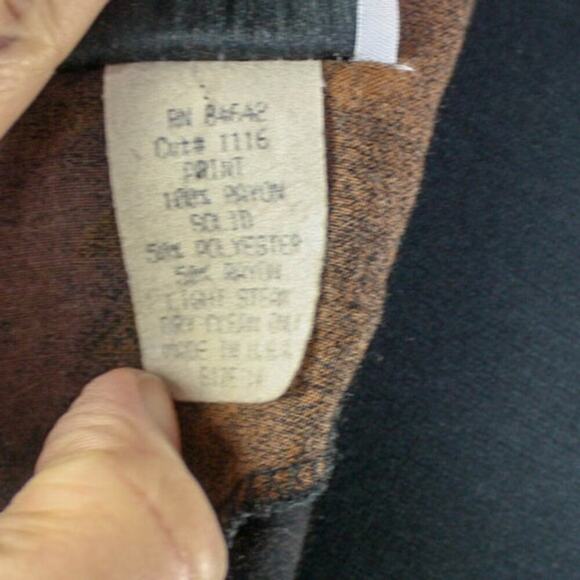 RN 84642
Cut# 1116
PRINT
100% RAYON
SOLID
50% POLYESTER
50% RAYON
LIGHT STEAM
DRY CLEAN ONLY
MADE IN U.S.A
SIZE